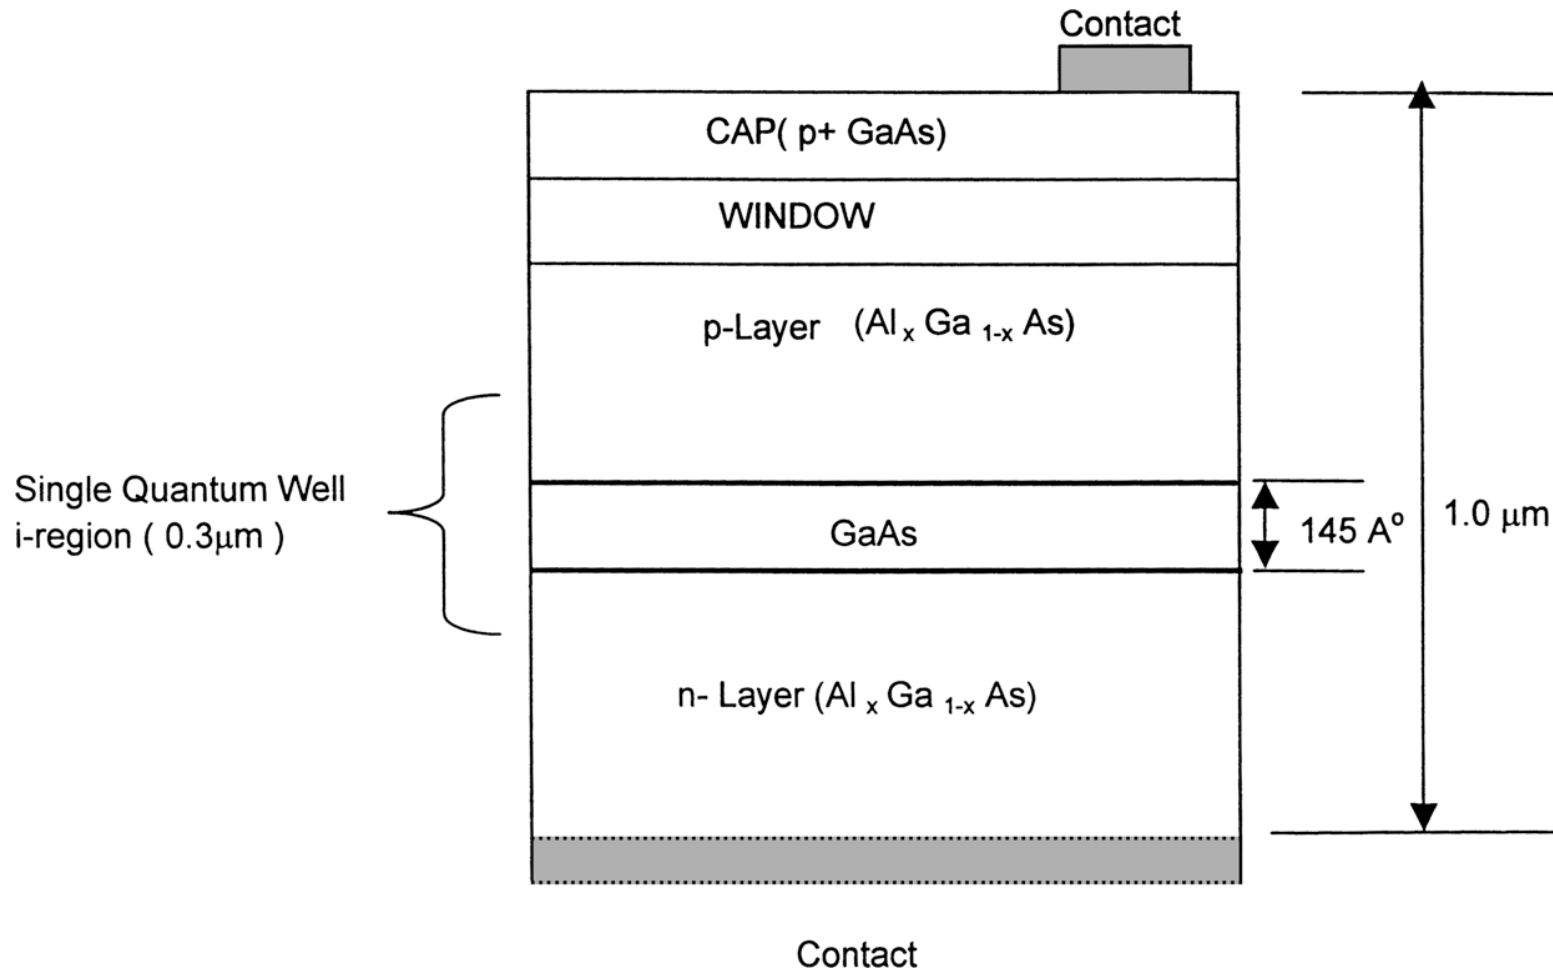 Contact
CAP( p+ GaAs)
WINDOW
p-Layer (Al x Ga 1-x As)
Single Quantum Well
i-region ( 0.3μm )
GaAs
145 Aº
1.0 μm
n- Layer (Al x Ga 1-x As)
Contact